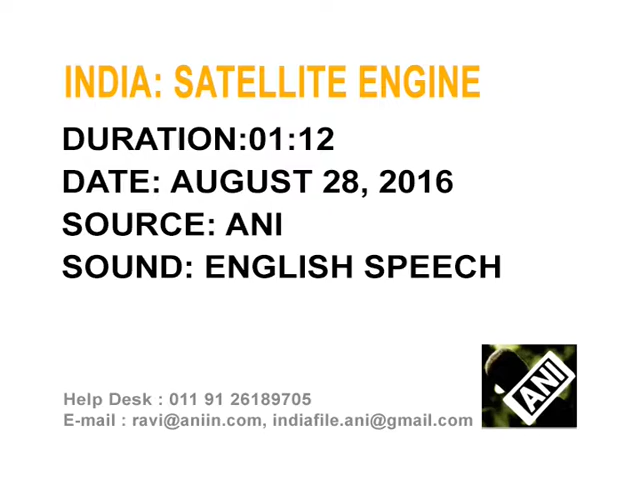 INDIA: SATELLITE ENGINE
DURATION:01:12
DATE: AUGUST 28, 2016
SOURCE: ANI
SOUND: ENGLISH SPEECH
Help Desk : 011 91 26189705
E-mail : ravi@aniin.com, indiafile.ani@gmail.com
ANI